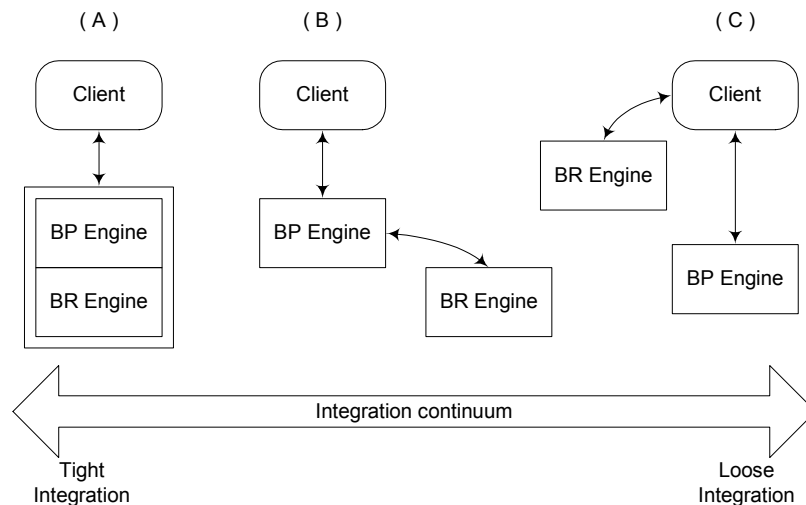 ( A )
( B )
( C )
Client
Client
Client
BR Engine
BP Engine
BP Engine
BP Engine
BR Engine
BR Engine
Integration continuum
Tight
Integration
Loose
Integration